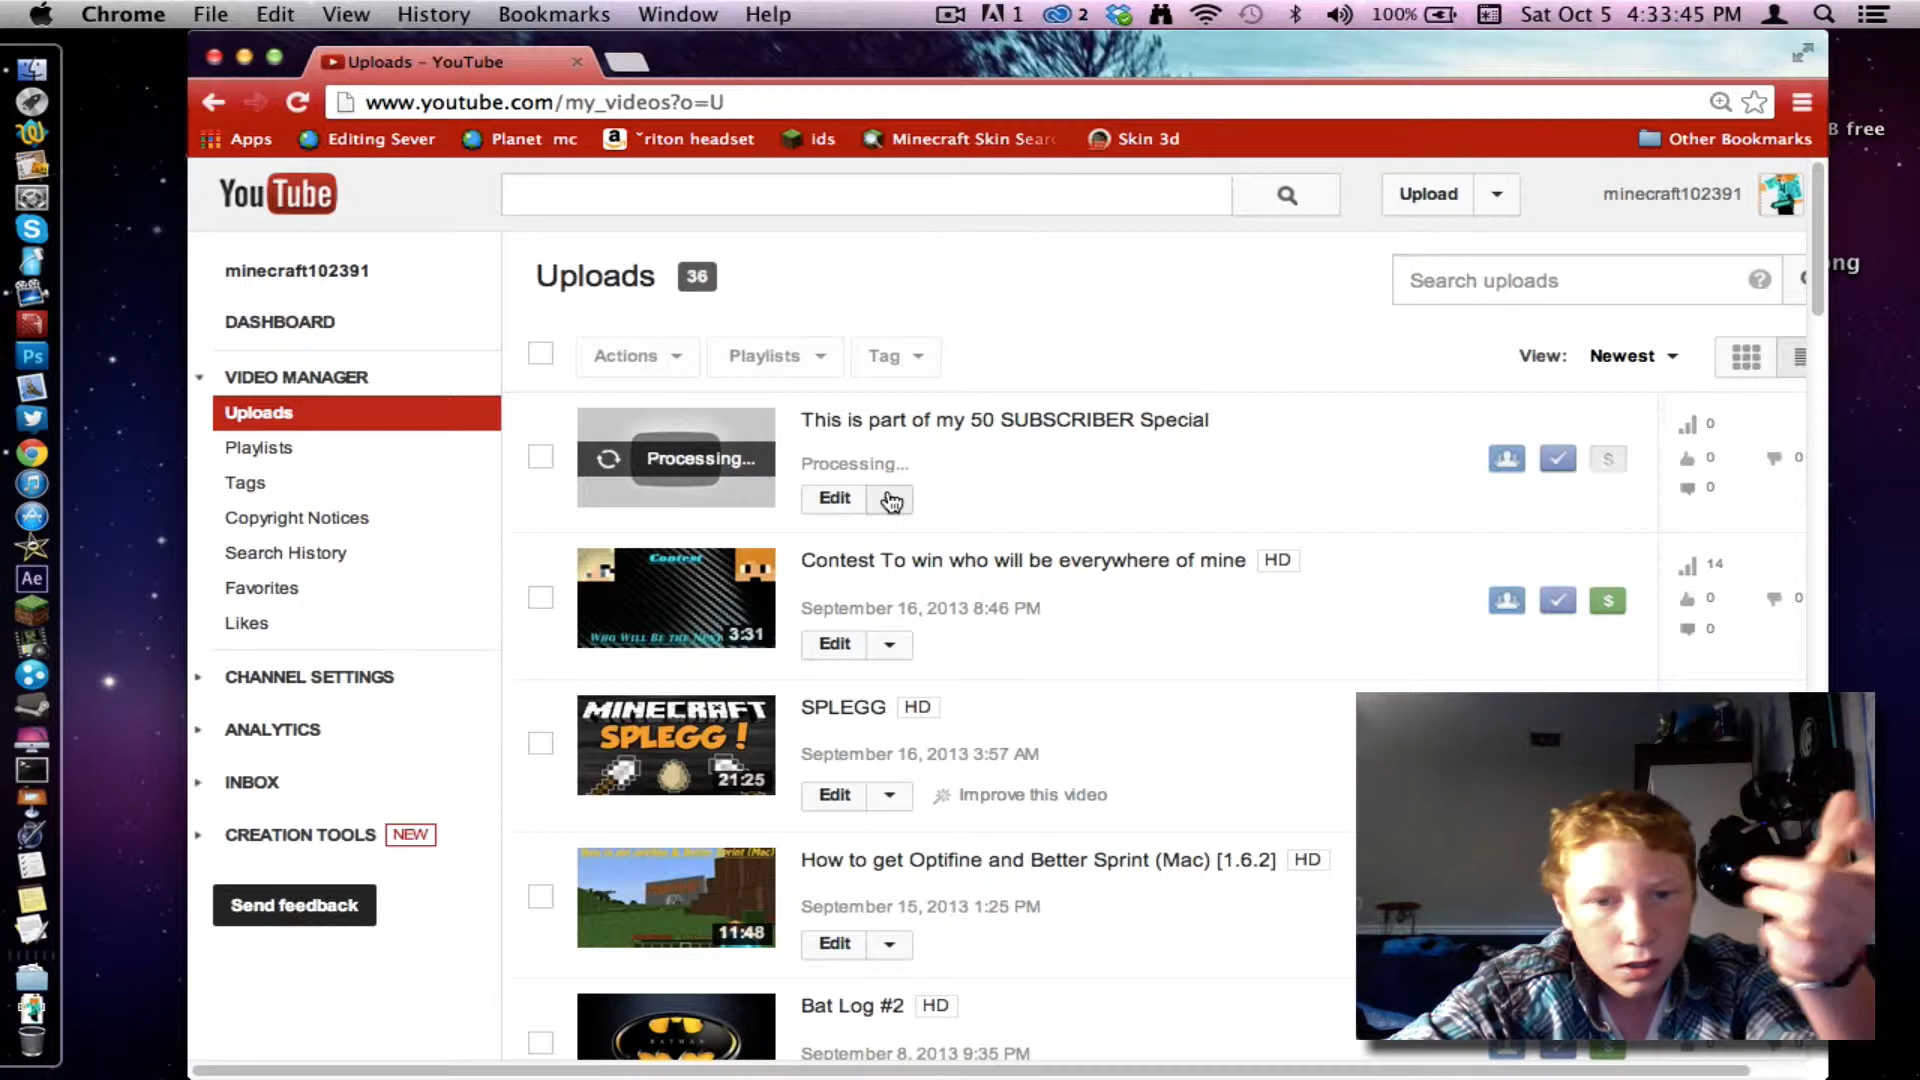 Chrome File Edit View History Bookmarks Window Help 1 2 100% Sat Oct 5 4:33:45 PM
Uploads - YouTube
www.youtube.com/my_videos?o=U
B free
Apps Editing Sever Planet mc riton headset ids Minecraft Skin Sear Skin 3d Other Bookmarks
YouTube Upload minecraft102391
ong
minecraft102391
DASHBOARD
VIDEO MANAGER
Uploads
Playlists
Tags
Copyright Notices
Search History
Favorites
Likes
CHANNEL SETTINGS
ANALYTICS
INBOX
CREATION TOOLS NEW
Send feedback
Uploads 36 Search uploads ?
Actions Playlists Tag View: Newest
This is part of my 50 SUBSCRIBER Special
Processing... Processing...
Edit
$ 0
0 0
0
Contest To win who will be everywhere of mine HD
September 16, 2013 8:46 PM
Edit
Contest
3:31
$ 14
0 0
0
SPLEGG HD
September 16, 2013 3:57 AM
Edit Improve this video
MINECRAFT
SPLEGG!
21:25
How to get Optifine and Better Sprint (Mac) [1.6.2] HD
September 15, 2013 1:25 PM
Edit
11:48
Bat Log #2 HD
September 8, 2013 9:35 PM
BATMAN
Ps
Ae